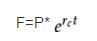 F=P* e^{r_c t}